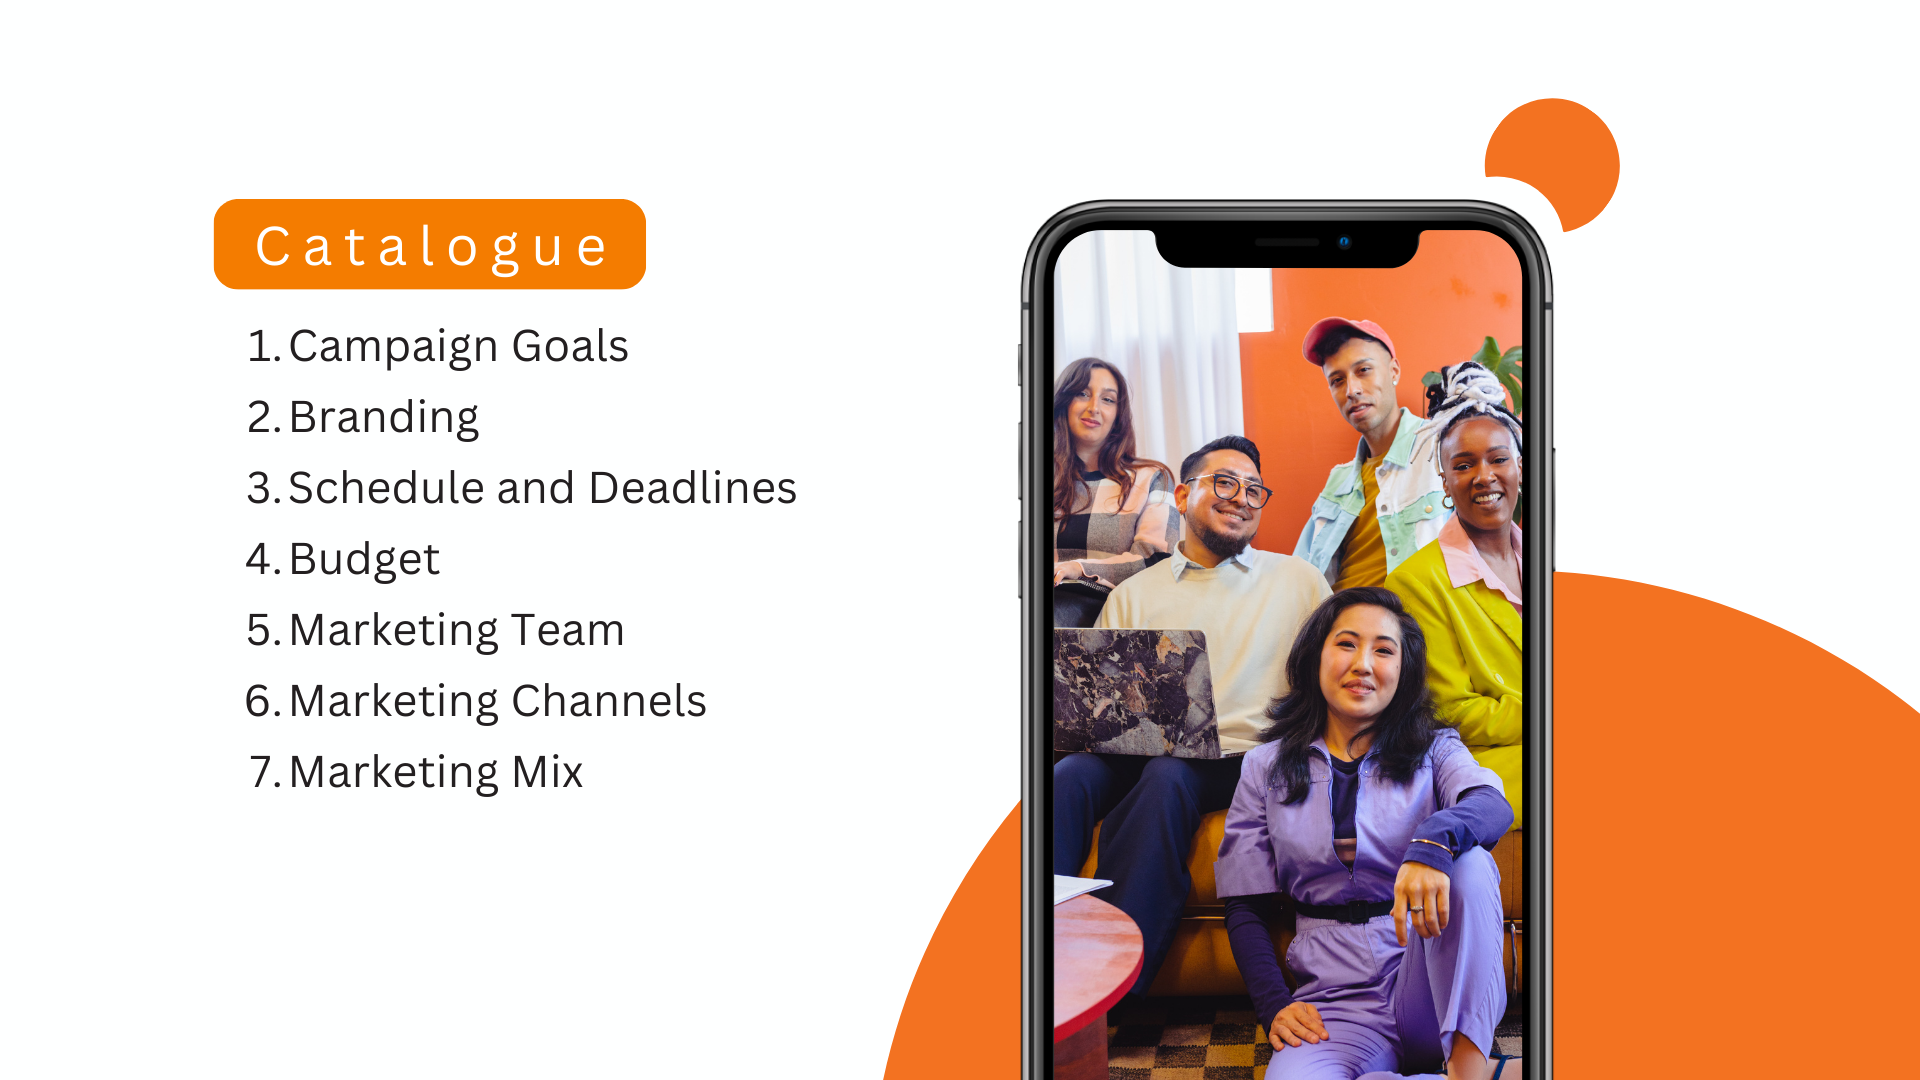 Catalogue
1. Campaign Goals
2. Branding
3. Schedule and Deadlines
4. Budget
5. Marketing Team
6. Marketing Channels
7. Marketing Mix